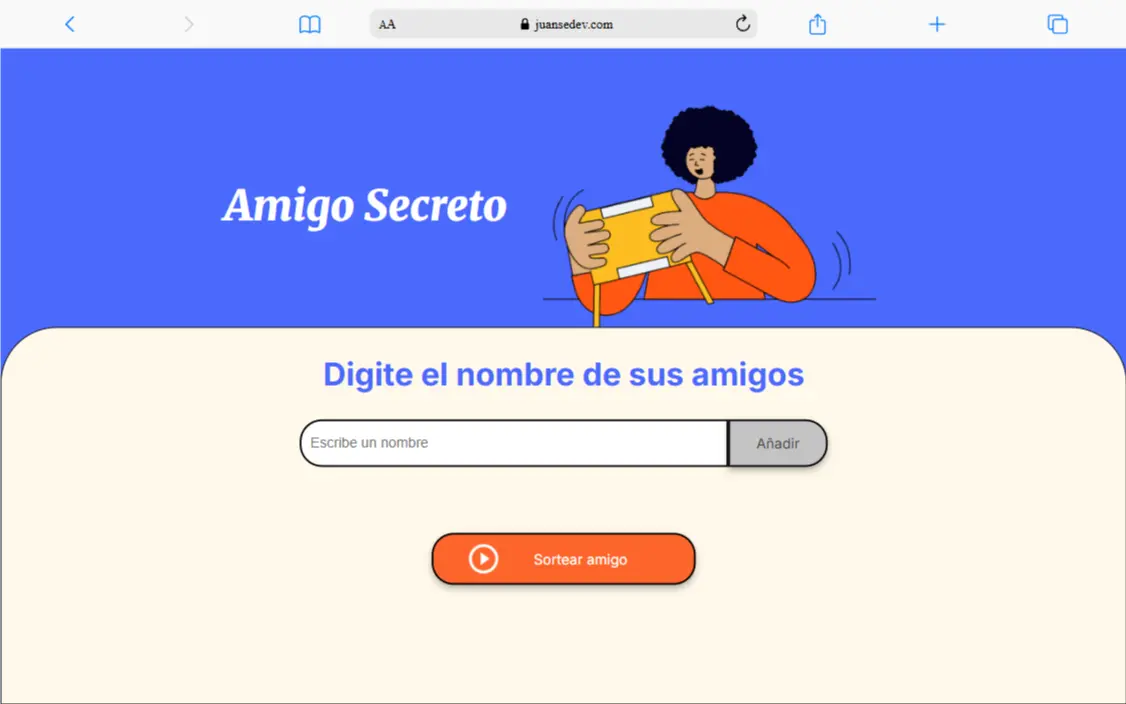 AA juansedev.com
Amigo Secreto
Digite el nombre de sus amigos
Escribe un nombre Añadir
Sortear amigo